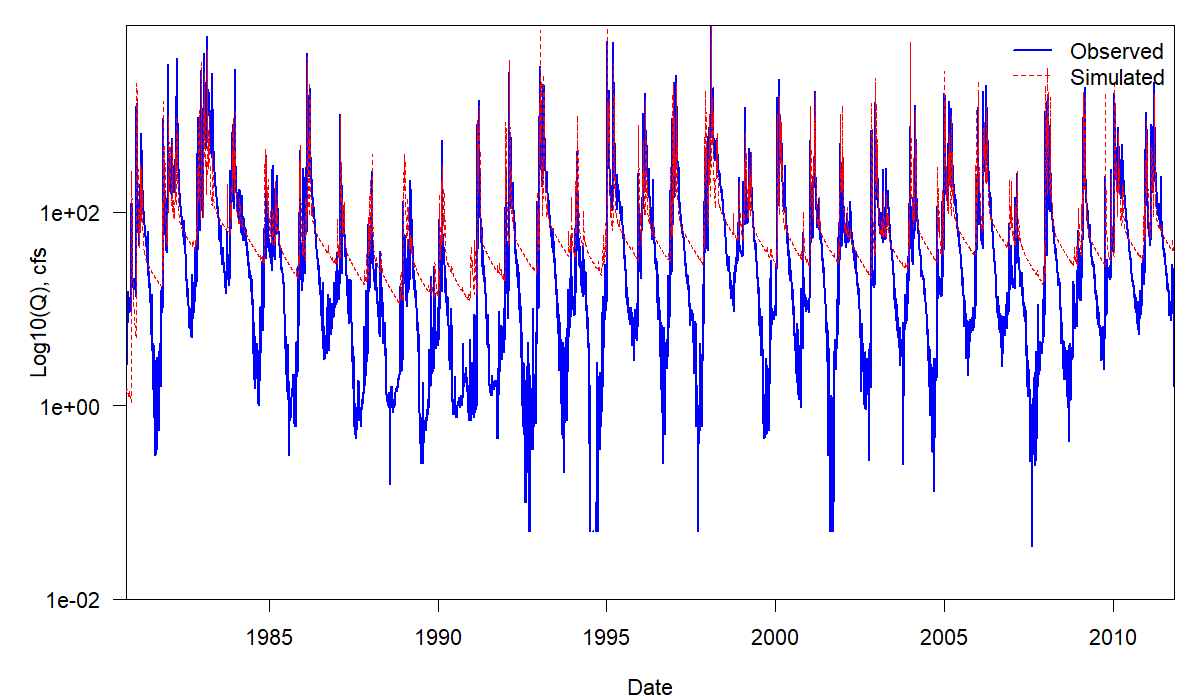 Observed
Simulated
Log10(Q), cfs
1e+02
1e+00
1e-02
1985
1990
1995
2000
2005
2010
Date